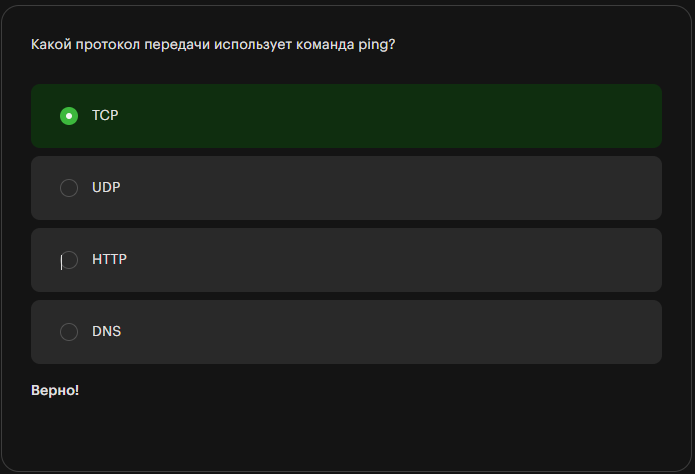 Какой протокол передачи использует команда ping?
TCP
UDP
HTTP
DNS
Верно!